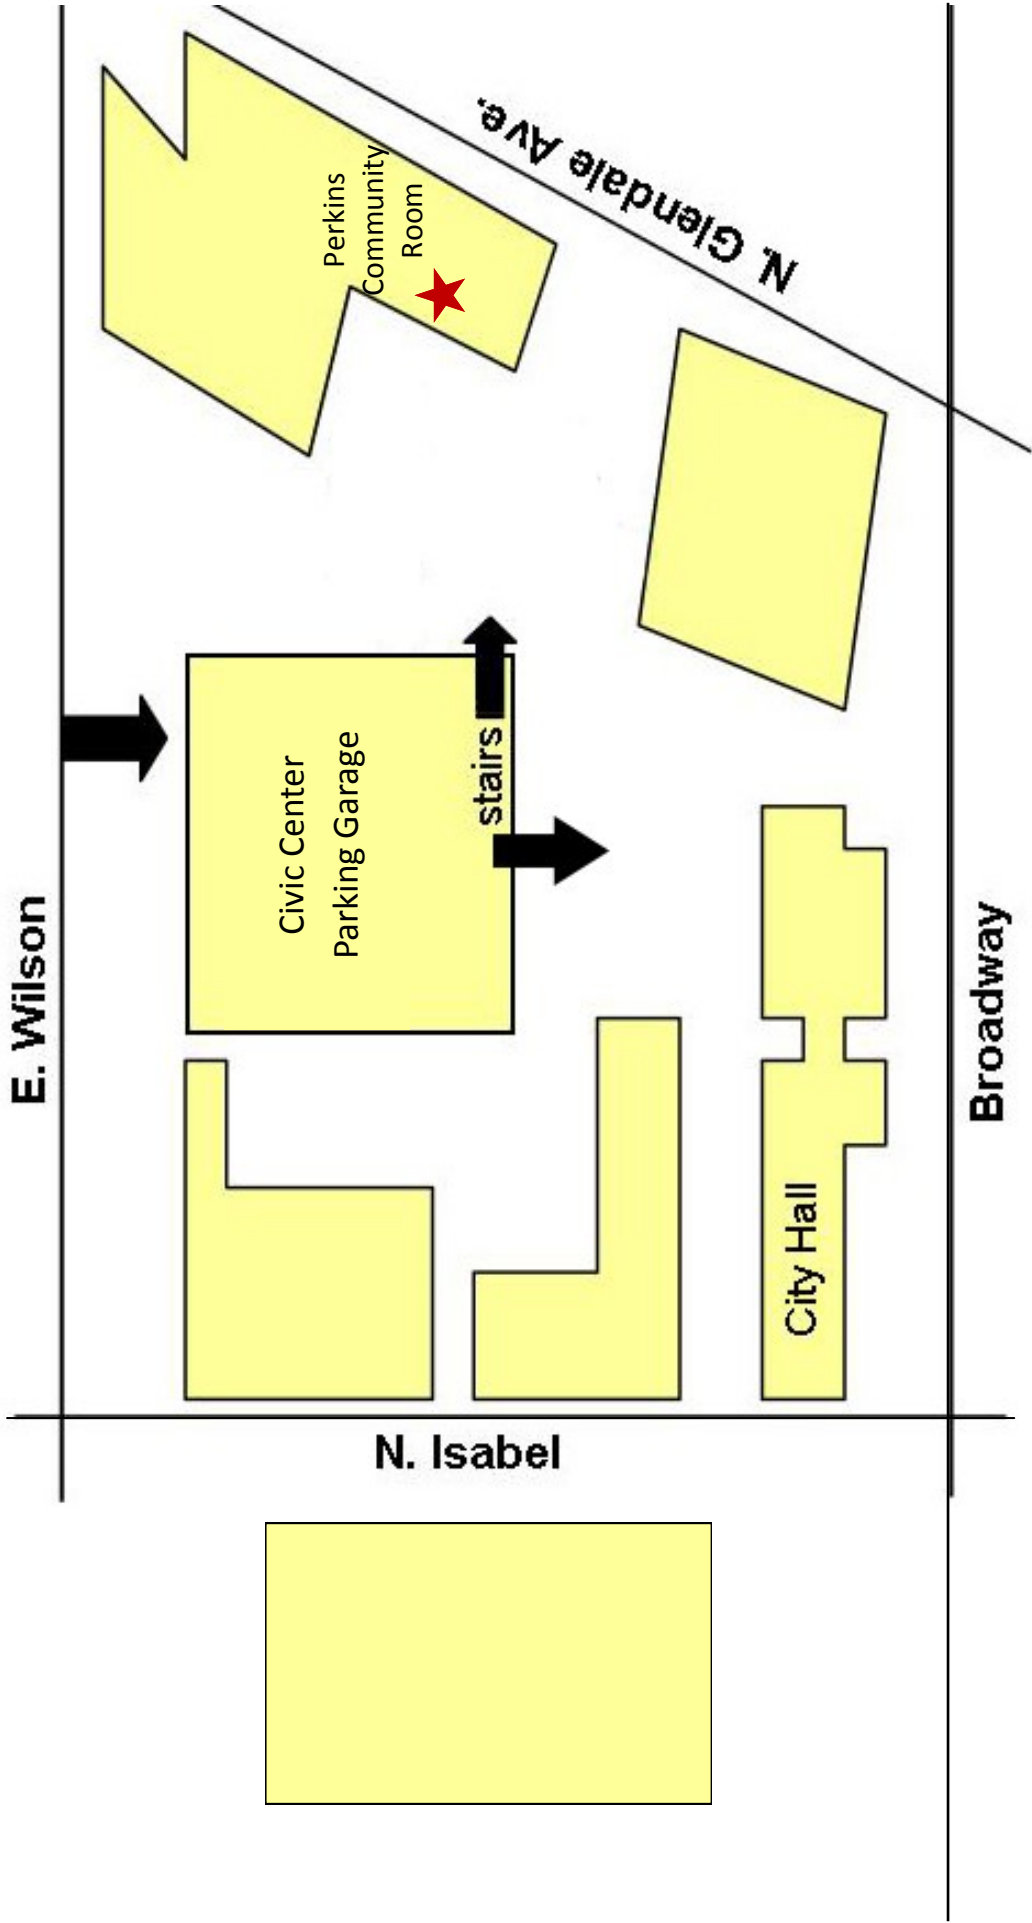 E. Wilson
Perkins
Community
Room
N. Glendale Ave.
Civic Center
Parking Garage
stairs
City Hall
Broadway
N. Isabel